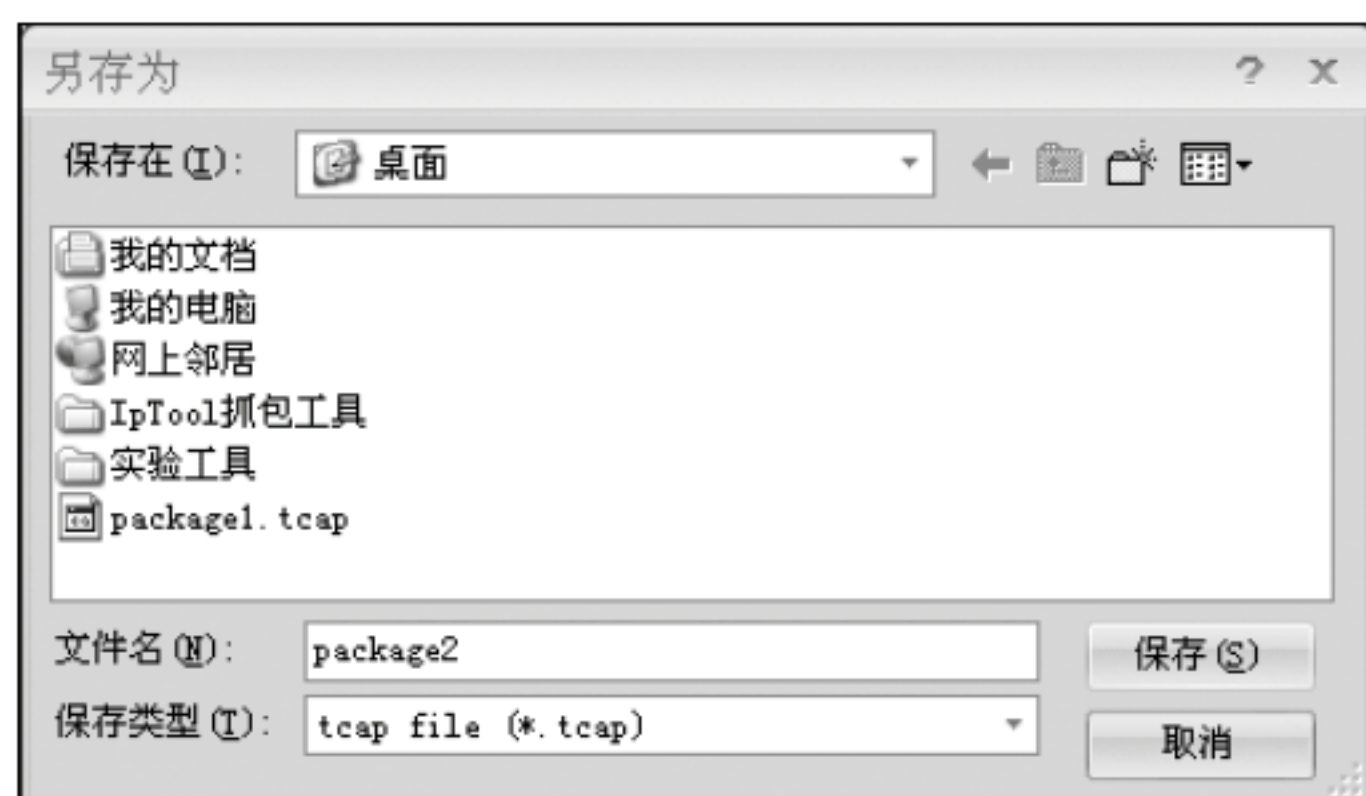 另存为
保存在(I): 桌面
我的文档
我的电脑
网上邻居
IpTool抓包工具
实验工具
package1.tcap
文件名(N): package2 保存(S)
保存类型(T): tcap file (*.tcap) 取消